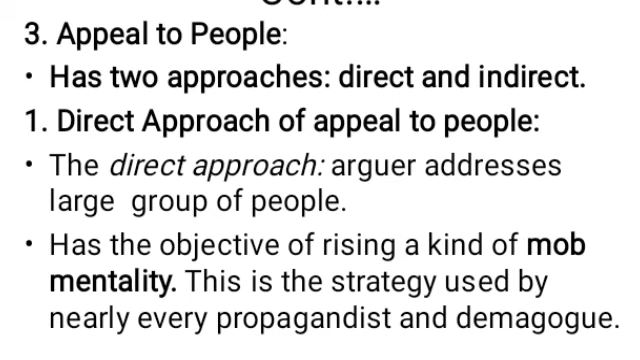 Cont.…
3. Appeal to People:
• Has two approaches: direct and indirect.
1. Direct Approach of appeal to people:
• The direct approach: arguer addresses
large group of people.
• Has the objective of rising a kind of mob
mentality. This is the strategy used by
nearly every propagandist and demagogue.